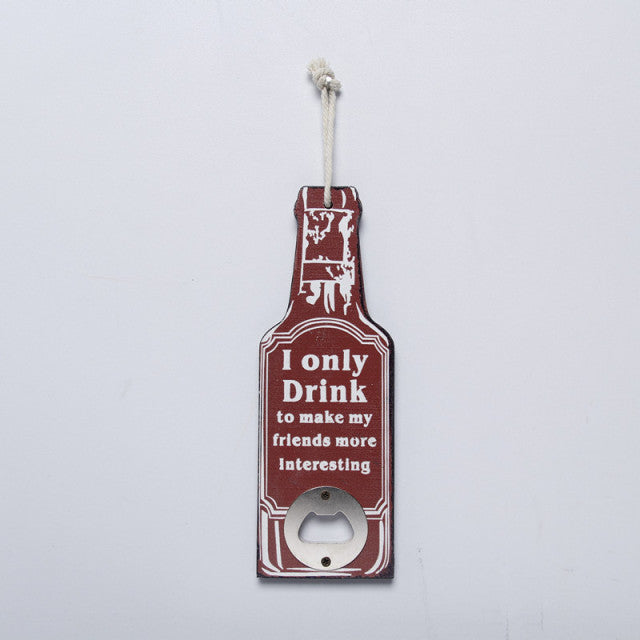 I only
Drink
to make my
friends more
Interesting